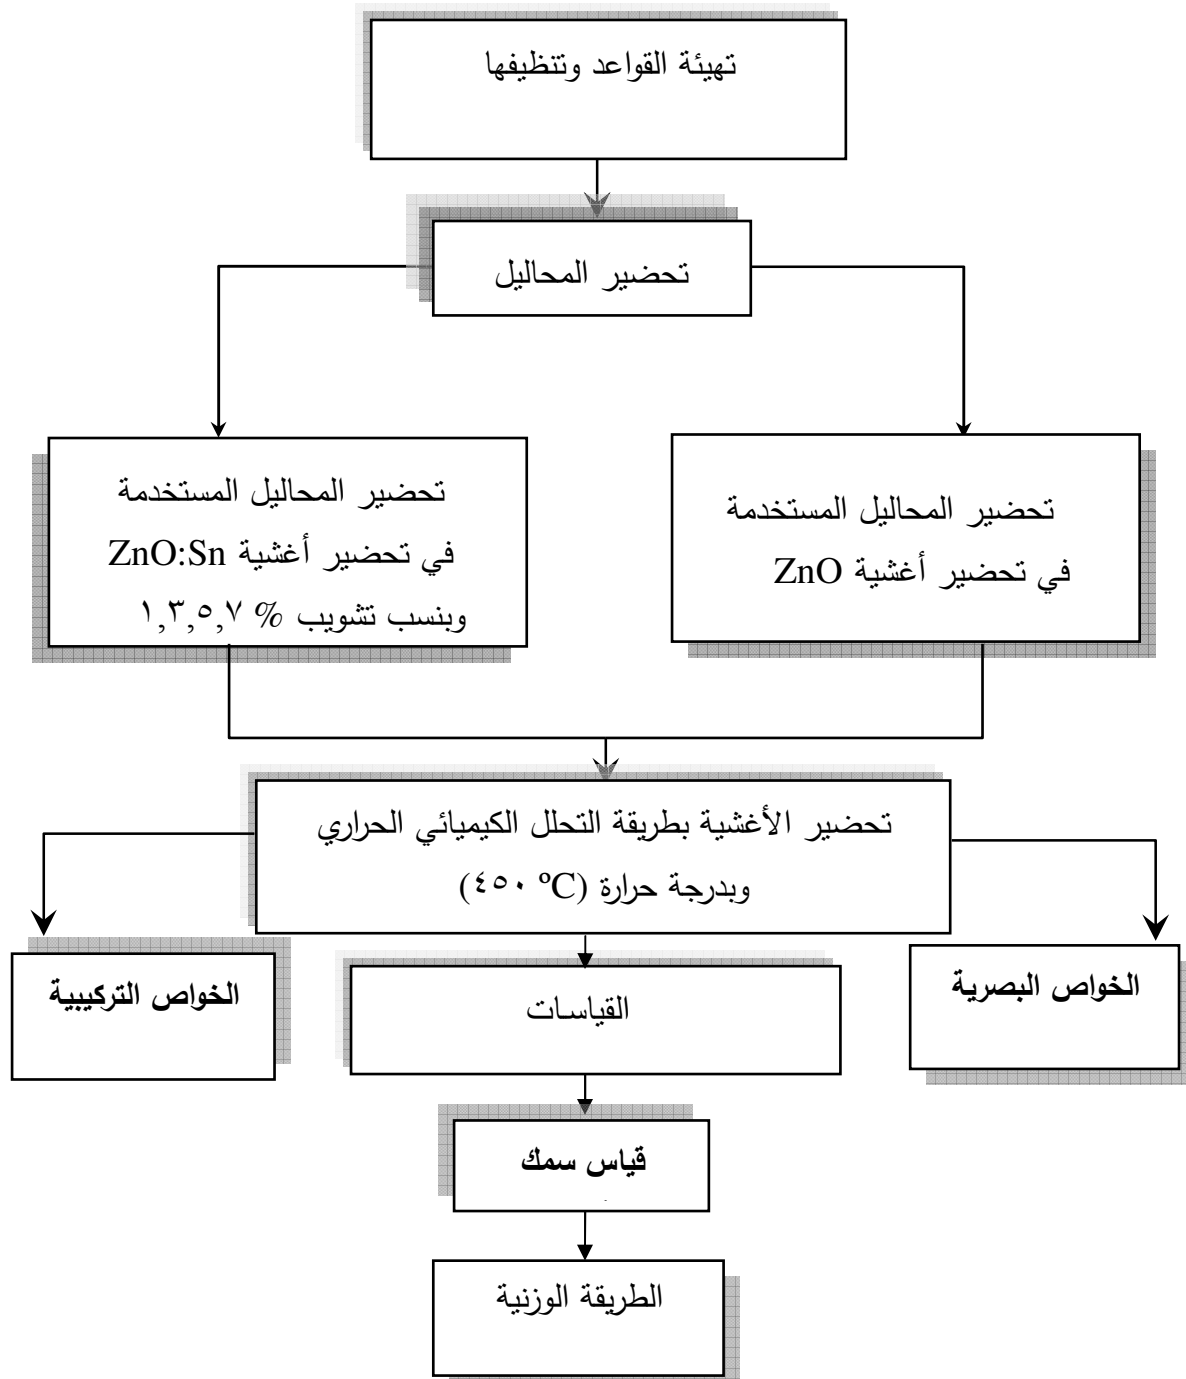 تهيئة القواعد وتنظيفها
تحضير المحاليل
تحضير المحاليل المستخدمة
في تحضير أغشية ZnO
تحضير المحاليل المستخدمة
في تحضير أغشية ZnO:Sn
وبنسب تشويب % ١,٣,٥,٧
تحضير الأغشية بطريقة التحلل الكيميائي الحراري
وبدرجة حرارة (٤٥٠ ºC)
الخواص البصرية
القياسات
الخواص التركيبية
قياس سمك
الطريقة الوزنية